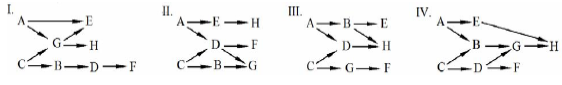 I. II. III. IV.
A E A E H A B E A E
G H D F D H B G H
C B D F C B G C G F C D F